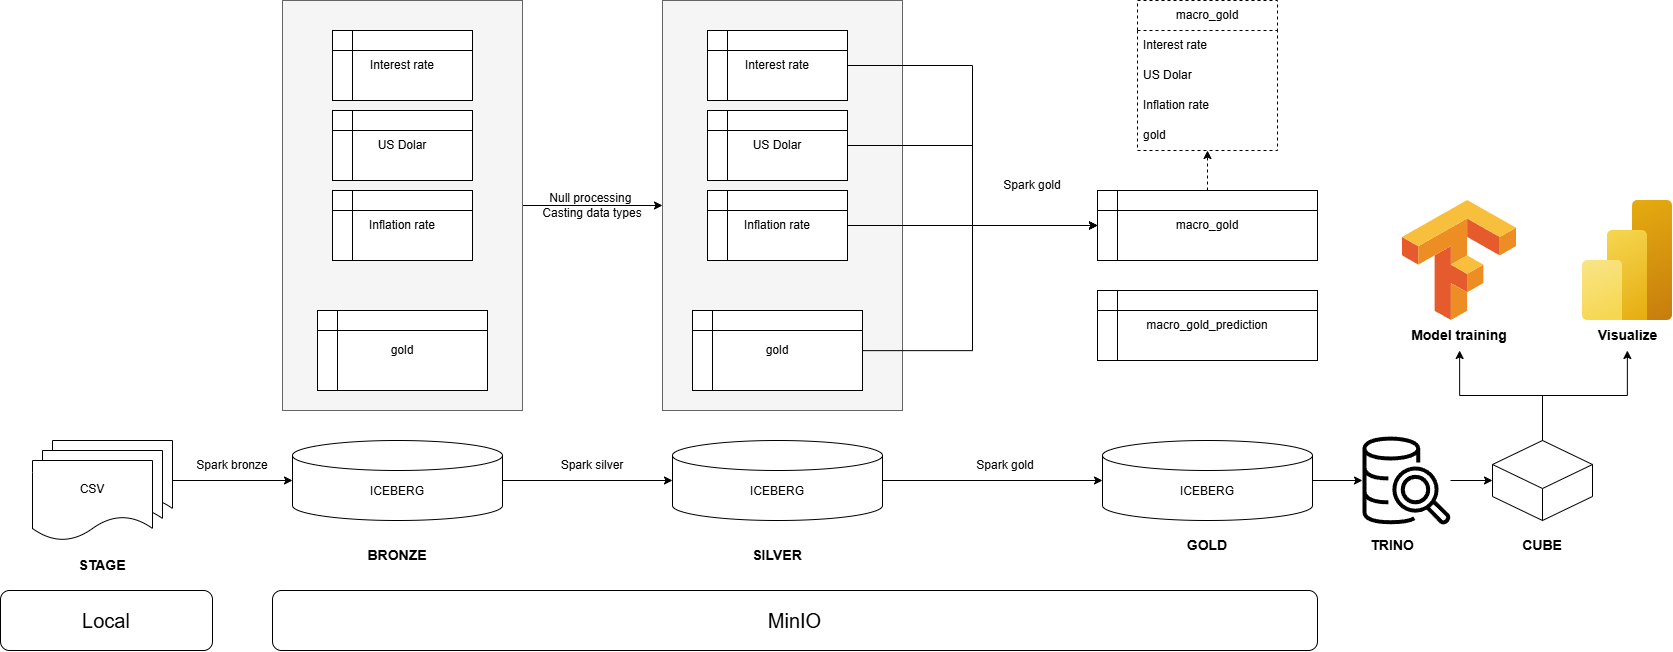 macro_gold
Interest rate
US Dolar
Inflation rate
gold
Interest rate
US Dolar
Inflation rate
gold
Null processing
Casting data types
Interest rate
US Dolar
Inflation rate
gold
Spark gold
macro_gold
macro_gold_prediction
Model training
Visualize
CSV
STAGE
Spark bronze
ICEBERG
BRONZE
Spark silver
ICEBERG
SILVER
Spark gold
ICEBERG
GOLD
TRINO
CUBE
Local
MinIO